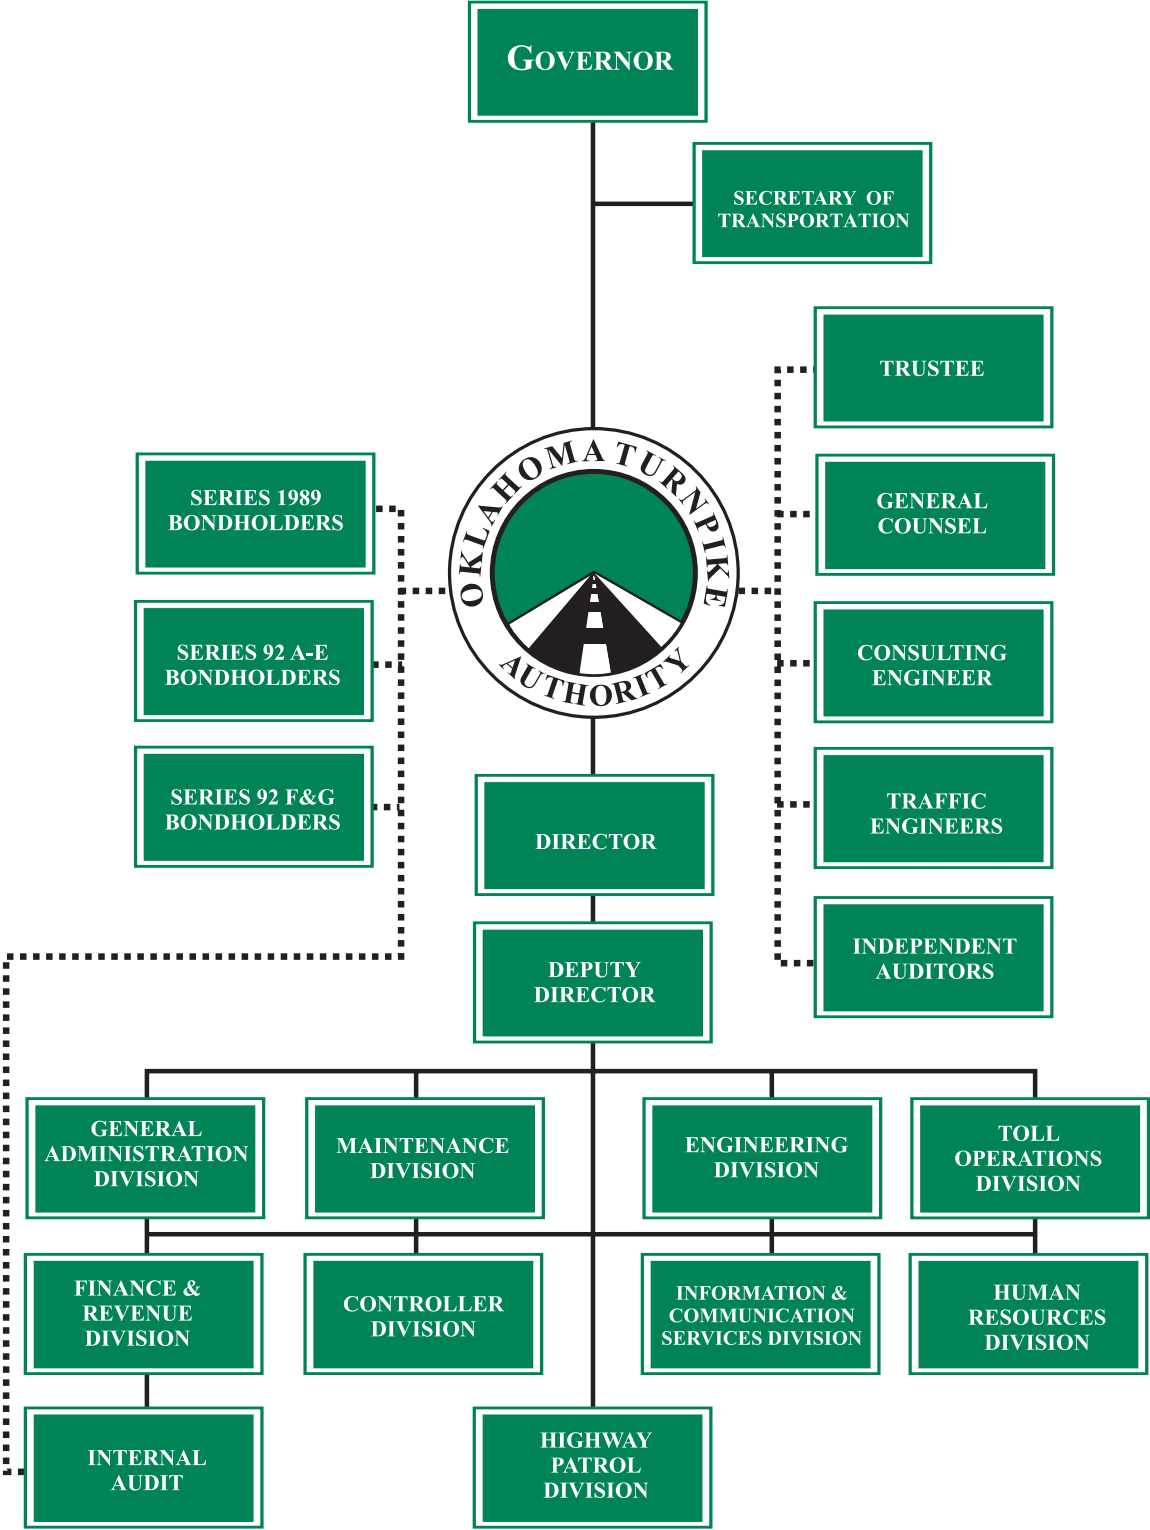 GOVERNOR
SECRETARY OF
TRANSPORTATION
TRUSTEE
OKLAHOMA TURNPIKE
AUTHORITY
SERIES 1989
BONDHOLDERS
GENERAL
COUNSEL
SERIES 92 A-E
BONDHOLDERS
CONSULTING
ENGINEER
SERIES 92 F&G
BONDHOLDERS
TRAFFIC
ENGINEERS
DIRECTOR
INDEPENDENT
AUDITORS
DEPUTY
DIRECTOR
GENERAL
ADMINISTRATION
DIVISION
MAINTENANCE
DIVISION
ENGINEERING
DIVISION
TOLL
OPERATIONS
DIVISION
FINANCE &
REVENUE
DIVISION
CONTROLLER
DIVISION
INFORMATION &
COMMUNICATION
SERVICES DIVISION
HUMAN
RESOURCES
DIVISION
INTERNAL
AUDIT
HIGHWAY
PATROL
DIVISION